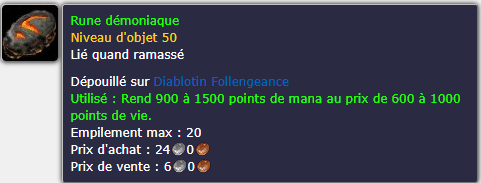 Rune démoniaque
Niveau d'objet 50
Lié quand ramassé
Dépouillé sur Diablotin Follengeance
Utilisé : Rend 900 à 1500 points de mana au prix de 600 à 1000
points de vie.
Empilement max : 20
Prix d'achat : 24 0
Prix de vente : 6 0